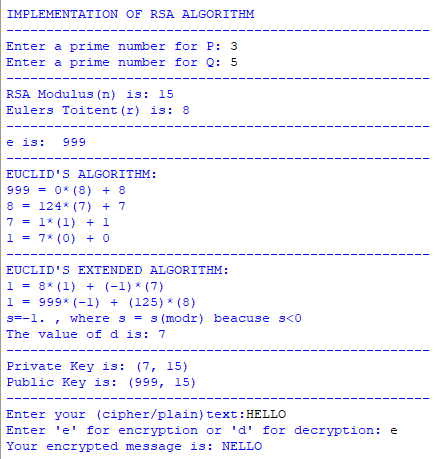 IMPLEMENTATION OF RSA ALGORITHM
Enter a prime number for P: 3
Enter a prime number for Q: 5
RSA Modulus(n) is: 15
Eulers Toitent(r) is: 8
e is:  999
EUCLID'S ALGORITHM:
999 = 0*(8) + 8
8 = 124*(7) + 7
7 = 1*(1) + 1
1 = 7*(0) + 0
EUCLID'S EXTENDED ALGORITHM:
1 = 8*(1) + (-1)*(7)
1 = 999*(-1) + (125)*(8)
s=-1. , where s = s(modr) beacuse s<0
The value of d is: 7
Private Key is: (7, 15)
Public Key is: (999, 15)
Enter your (cipher/plain)text:HELLO
Enter 'e' for encryption or 'd' for decryption: e
Your encrypted message is: NELLO